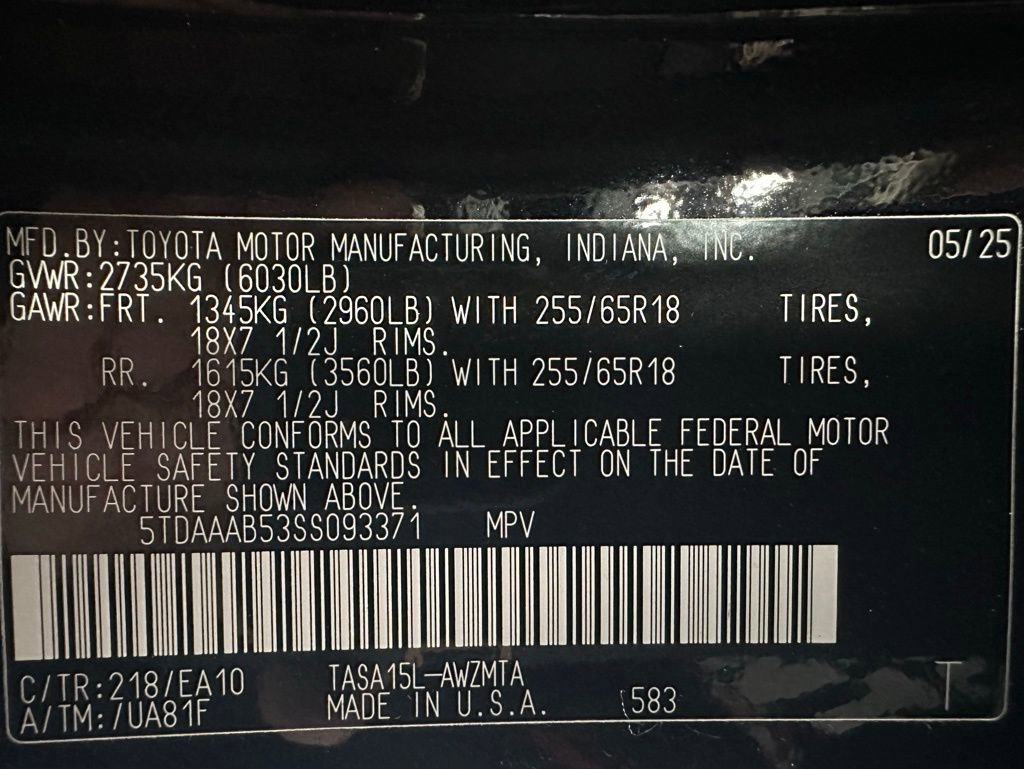 MFD.BY:TOYOTA MOTOR MANUFACTURING, INDIANA, INC. 05/25
GVWR:2735KG (6030LB)
GAWR:FRT. 1345KG (2960LB) WITH 255/65R18 TIRES,
18X7 1/2J RIMS.
RR. 1615KG (3560LB) WITH 255/65R18 TIRES,
18X7 1/2J RIMS.
THIS VEHICLE CONFORMS TO ALL APPLICABLE FEDERAL MOTOR
VEHICLE SAFETY STANDARDS IN EFFECT ON THE DATE OF
MANUFACTURE SHOWN ABOVE.
5TDAAAB53SS093371 MPV
C/TR:218/EA10 TASA15L-AWZMTA T
A/TM:/UA81F MADE IN U.S.A. 583